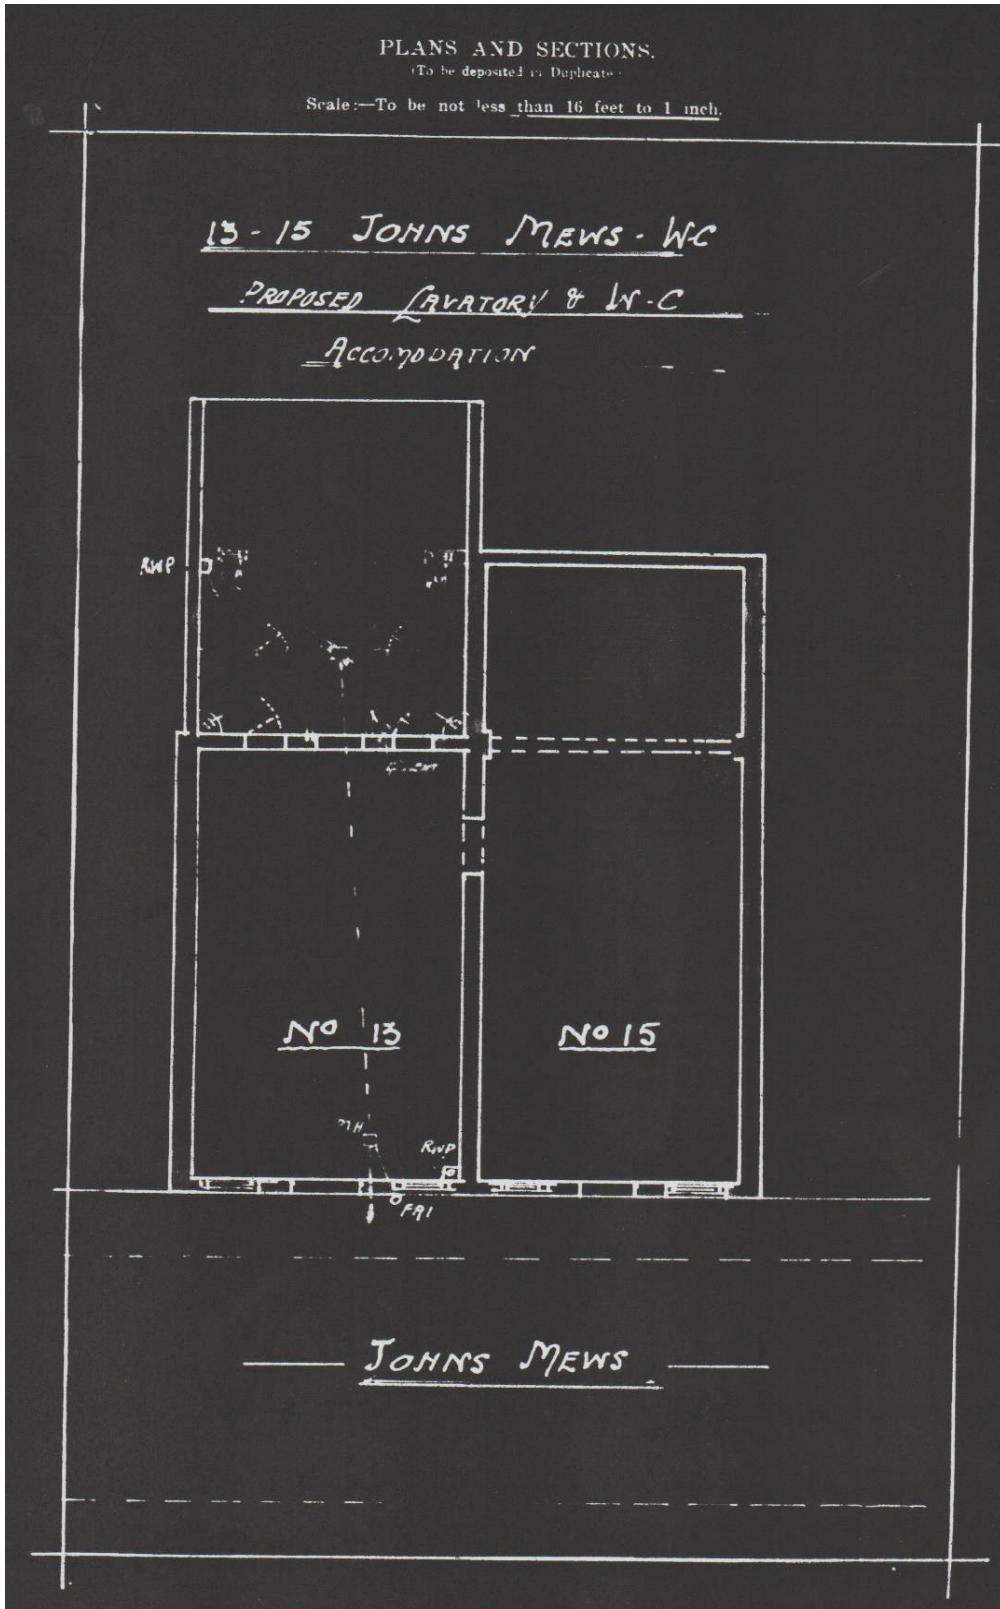 PLANS AND SECTIONS.
(To be deposited in Duplicate.)
Scale:—To be not less than 16 feet to 1 inch.
13-15 JOHNS MEWS - WC
PROPOSED LAVATORY & W-C
ACCOMODATION
RWP
No 13
No 15
MH
RWP
FAI
JOHNS MEWS